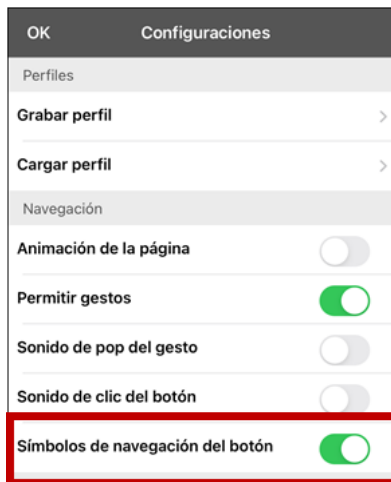 OK Configuraciones
Perfiles
Grabar perfil
Cargar perfil
Navegación
Animación de la página
Permitir gestos
Sonido de pop del gesto
Sonido de clic del botón
Símbolos de navegación del botón